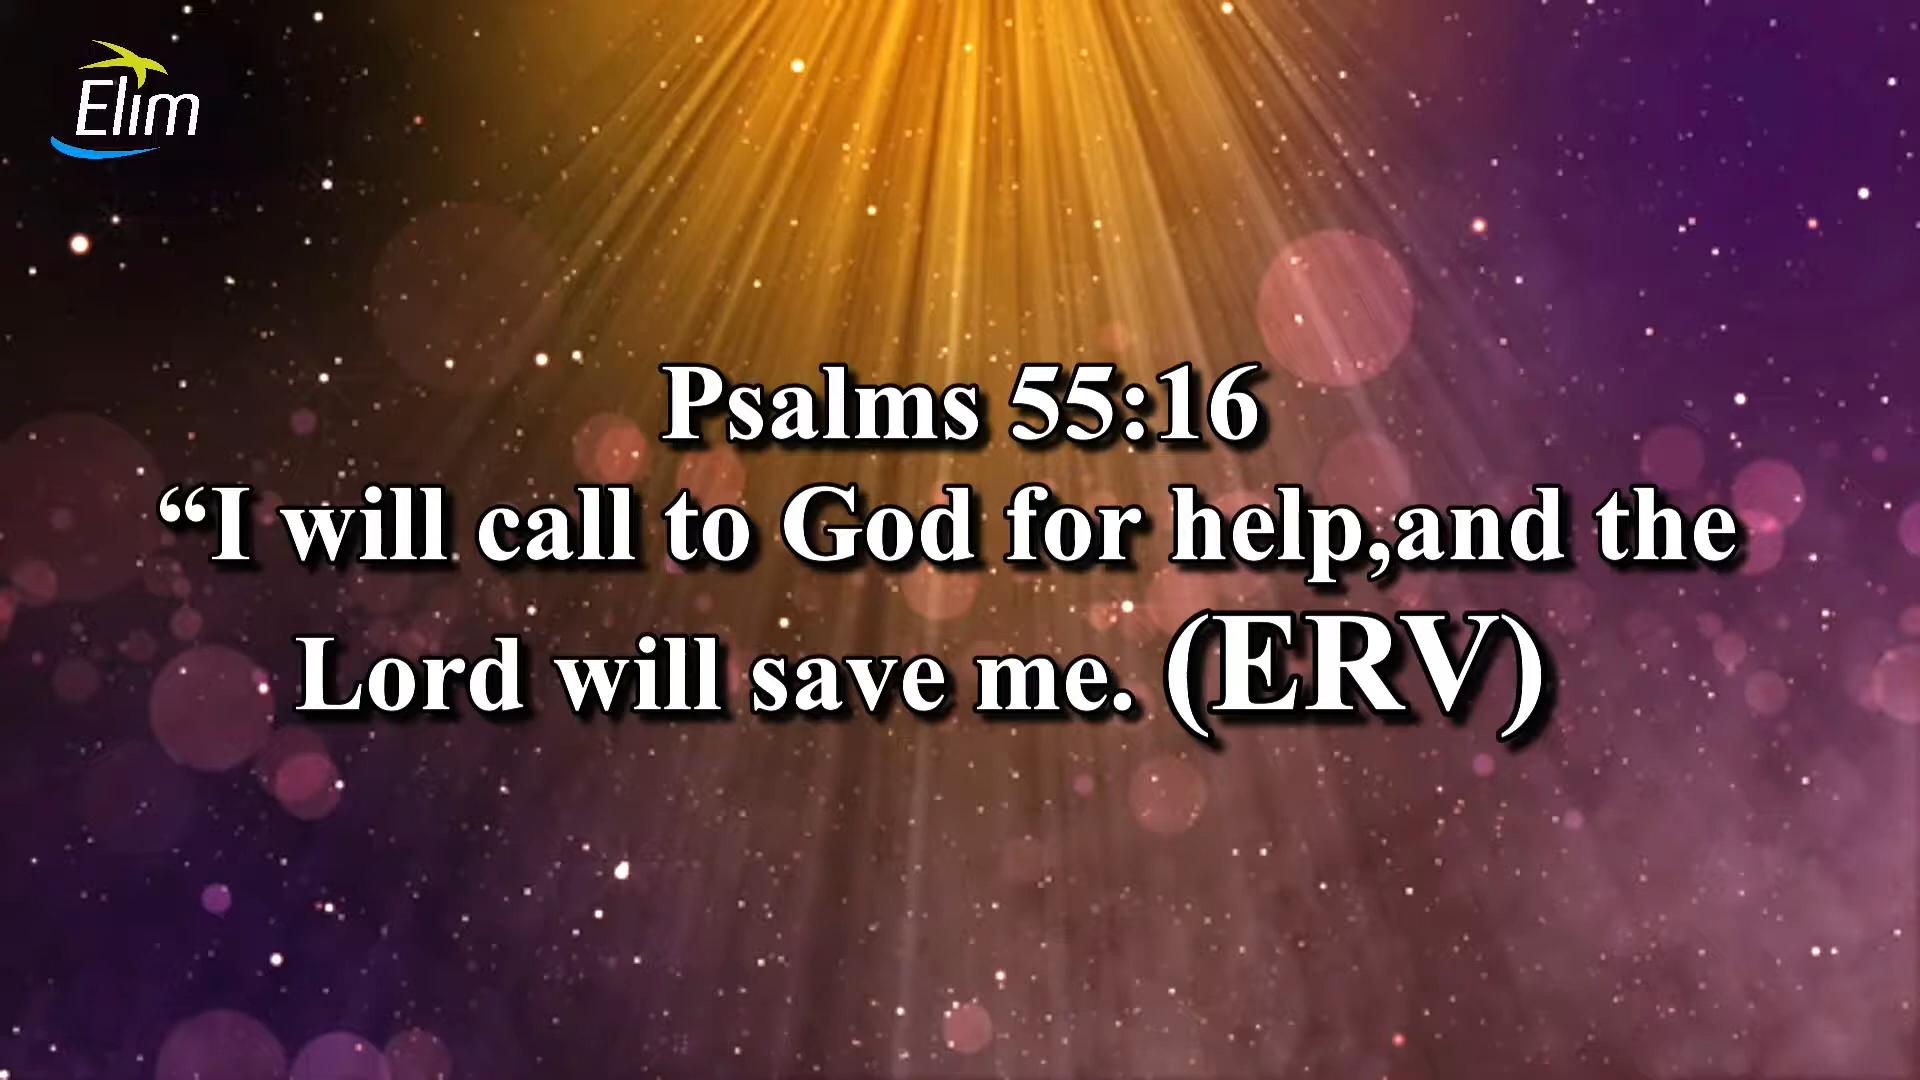 Elim
Psalms 55:16
“I will call to God for help,and the
Lord will save me. (ERV)